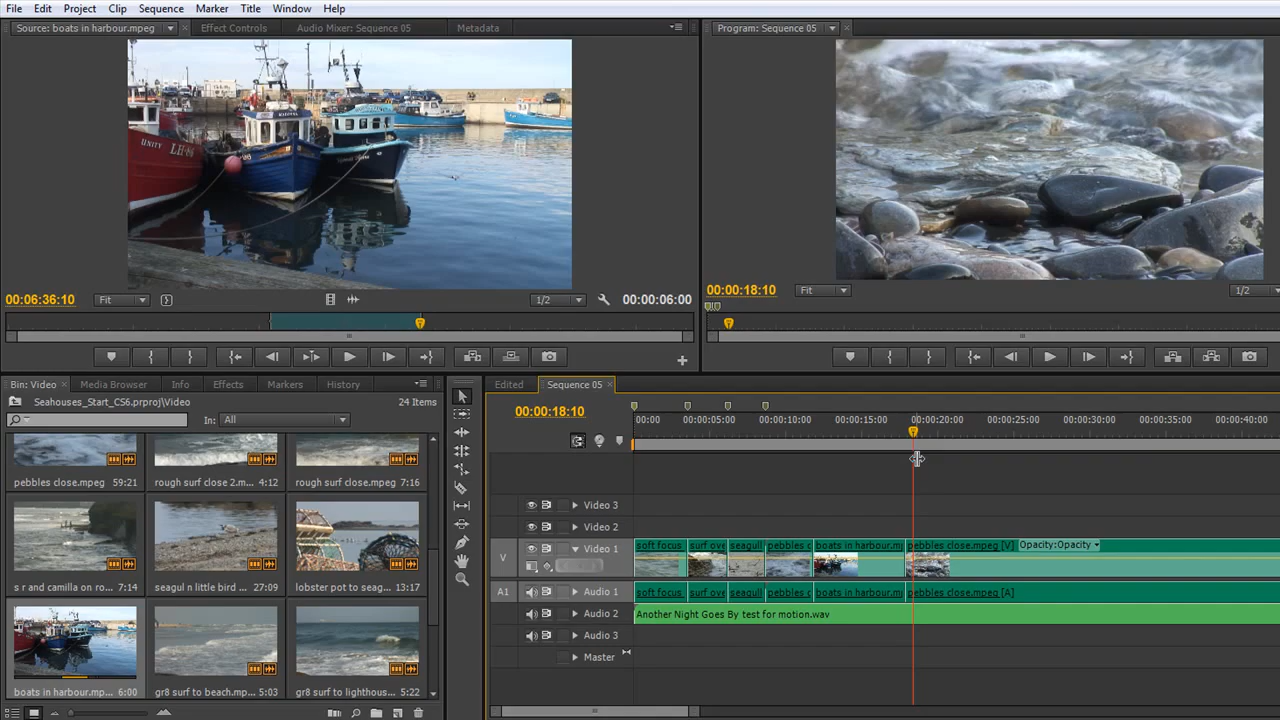 File Edit Project Clip Sequence Marker Title Window Help
Source: boats in harbour.mpeg Effect Controls Audio Mixer: Sequence 05 Metadata
Program: Sequence 05
UNITY LH
00:06:36:10 Fit 1/2 00:00:06:00
00:00:18:10 Fit 1/2
Bin: Video Media Browser Info Effects Markers History
Seahouses_Start_CS6.prproj\Video 24 Items
In: All
pebbles close.mpeg 59:21
rough surf close 2.m... 4:12
rough surf close.mpeg 7:16
s r and camilla on ro... 7:14
seagul n little bird ... 27:09
lobster pot to seag... 13:17
boats in harbour.mp... 6:00
gr8 surf to beach.mp... 5:03
gr8 surf to lighthous... 5:22
Edited Sequence 05
00:00:18:10
00:00 00:00:05:00 00:00:10:00 00:00:15:00 00:00:20:00 00:00:25:00 00:00:30:00 00:00:35:00 00:00:40:00
Video 3
Video 2
V Video 1
soft focus surf ove seagull pebbles c boats in harbour.m pebbles close.mpeg [V] Opacity:Opacity
A1 Audio 1 soft focus surf ove seagull pebbles c boats in harbour.m pebbles close.mpeg [A]
Audio 2 Another Night Goes By test for motion.wav
Audio 3
Master